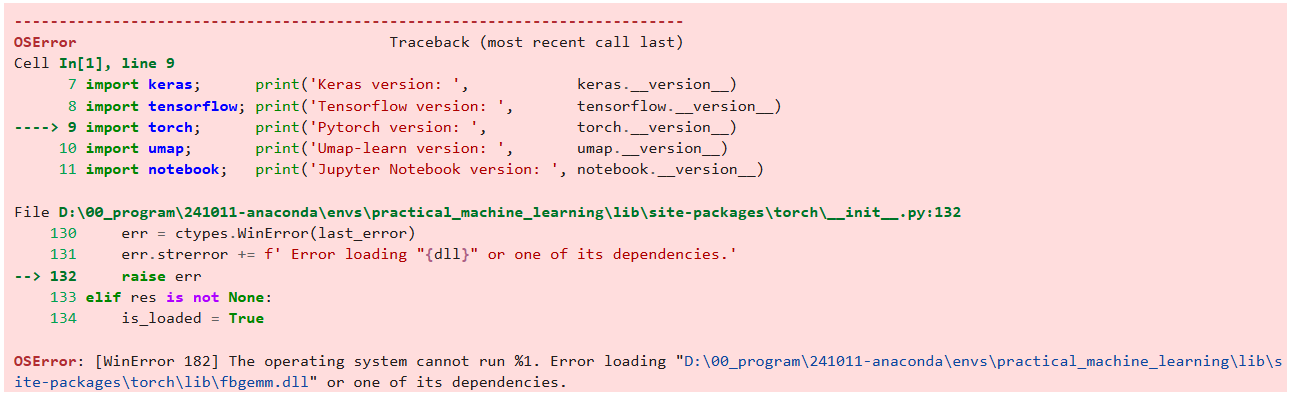 ---------------------------------------------------------------------------
OSError                                   Traceback (most recent call last)
Cell In[1], line 9
      7 import keras;      print('Keras version: ',            keras.__version__)
      8 import tensorflow; print('Tensorflow version: ',       tensorflow.__version__)
----> 9 import torch;      print('Pytorch version: ',          torch.__version__)
     10 import umap;       print('Umap-learn version: ',       umap.__version__)
     11 import notebook;   print('Jupyter Notebook version: ', notebook.__version__)
File D:\00_program\241011-anaconda\envs\practical_machine_learning\lib\site-packages\torch\__init__.py:132
    130     err = ctypes.WinError(last_error)
    131     err.strerror += f' Error loading "{dll}" or one of its dependencies.'
--> 132     raise err
    133 elif res is not None:
    134     is_loaded = True
OSError: [WinError 182] The operating system cannot run %1. Error loading "D:\00_program\241011-anaconda\envs\practical_machine_learning\lib\s
ite-packages\torch\lib\fbgemm.dll" or one of its dependencies.